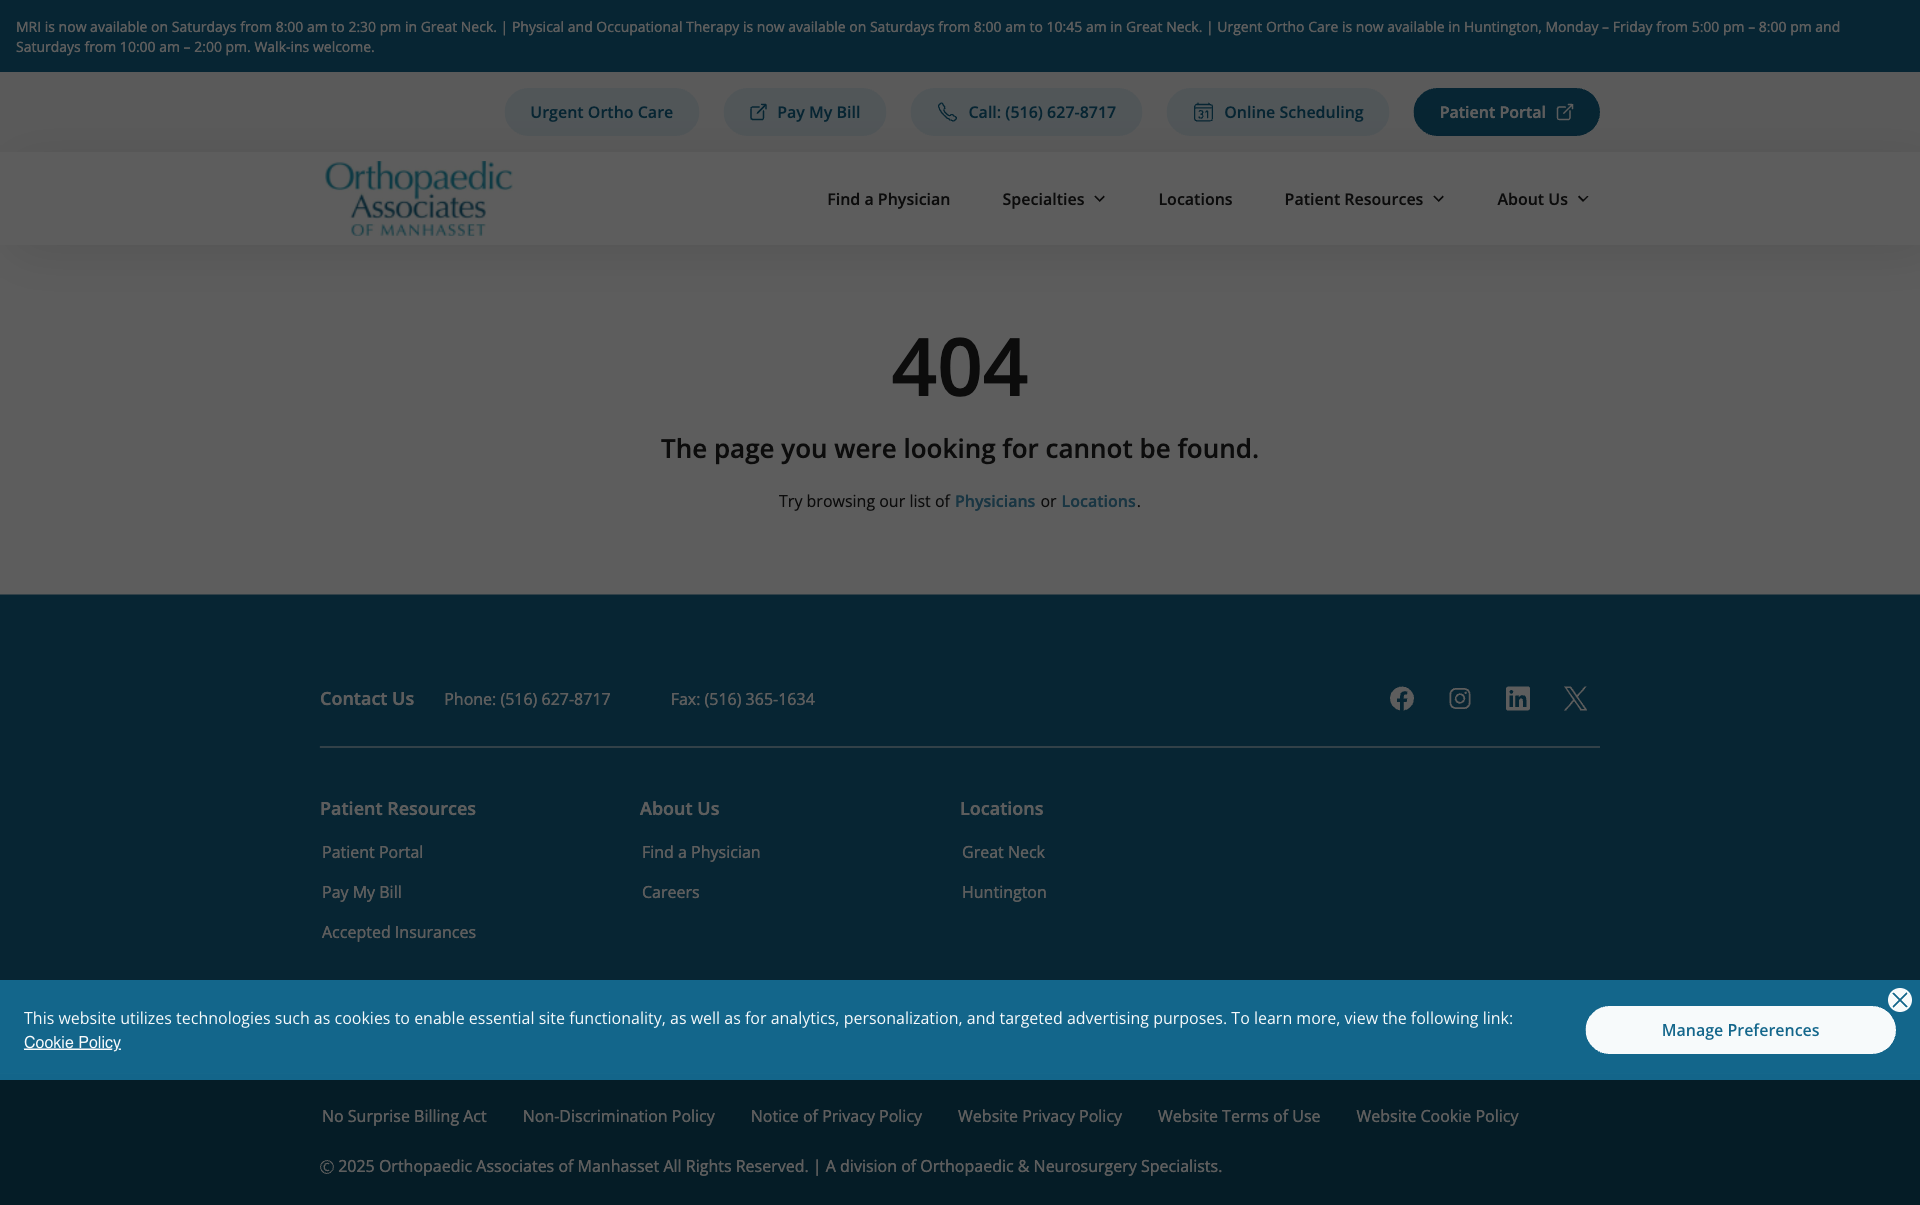 MRI is now available on Saturdays from 8:00 am to 2:30 pm in Great Neck. | Physical and Occupational Therapy is now available on Saturdays from 8:00 am to 10:45 am in Great Neck. | Urgent Ortho Care is now available in Huntington, Monday – Friday from 5:00 pm – 8:00 pm and
Saturdays from 10:00 am – 2:00 pm. Walk-ins welcome.
Urgent Ortho Care
Pay My Bill
Call: (516) 627-8717
31
Online Scheduling
Patient Portal
Orthopaedic
Associates
OF MANHASSET
Find a Physician
Specialties
Locations
Patient Resources
About Us
404
The page you were looking for cannot be found.
Try browsing our list of Physicians or Locations.
Contact Us
Phone: (516) 627-8717
Fax: (516) 365-1634
Patient Resources
Patient Portal
Pay My Bill
Accepted Insurances
About Us
Find a Physician
Careers
Locations
Great Neck
Huntington
This website utilizes technologies such as cookies to enable essential site functionality, as well as for analytics, personalization, and targeted advertising purposes. To learn more, view the following link:
Cookie Policy
Manage Preferences
No Surprise Billing Act
Non-Discrimination Policy
Notice of Privacy Policy
Website Privacy Policy
Website Terms of Use
Website Cookie Policy
© 2025 Orthopaedic Associates of Manhasset All Rights Reserved. | A division of Orthopaedic & Neurosurgery Specialists.